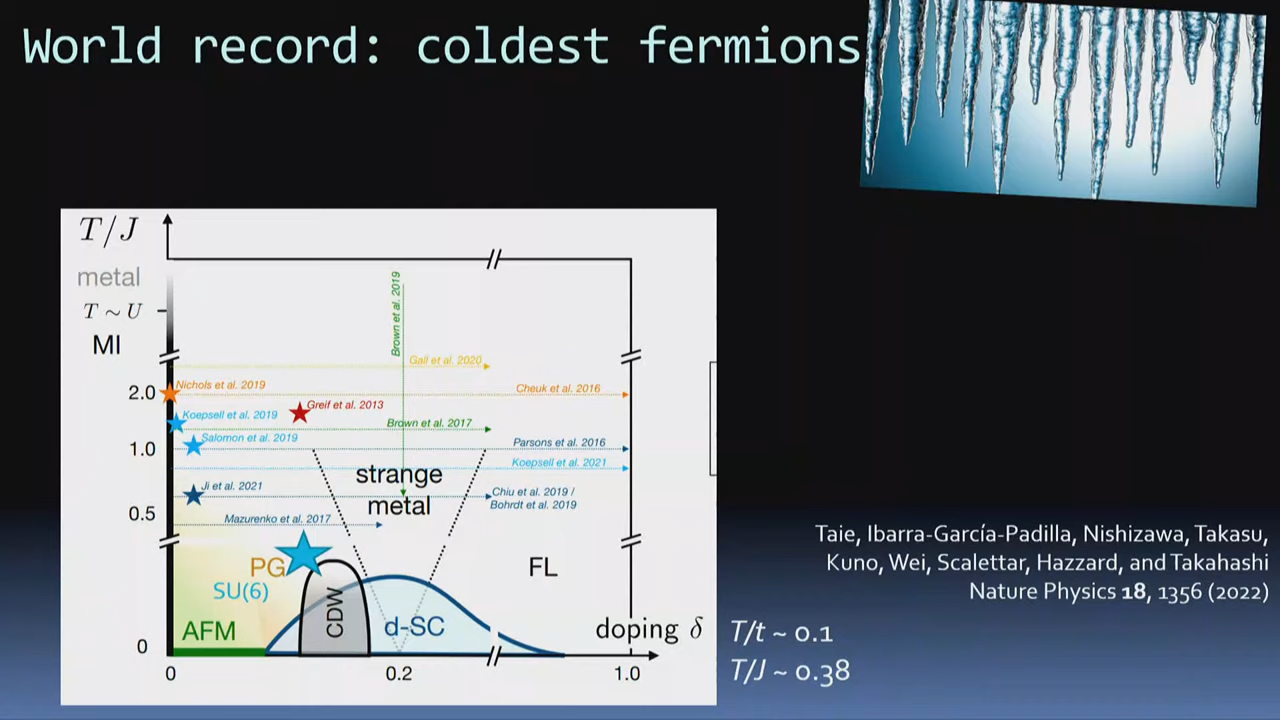 World record: coldest fermions
T/J
metal
T ~ U
MI
Brown et al. 2019
Gall et al. 2020
2.0
Nichols et al. 2019
Cheuk et al. 2016
Greif et al. 2013
Koepsell et al. 2019
Brown et al. 2017
Salomon et al. 2019
1.0
Parsons et al. 2016
Koepsell et al. 2021
strange
metal
Ji et al. 2021
Chiu et al. 2019 /
Bohrdt et al. 2019
0.5
Mazurenko et al. 2017
PG
SU(6)
FL
CDW
AFM
d-SC
doping δ
0
0
0.2
1.0
Taie, Ibarra-García-Padilla, Nishizawa, Takasu,
Kuno, Wei, Scalettar, Hazzard, and Takahashi
Nature Physics 18, 1356 (2022)
T/t ~ 0.1
T/J ~ 0.38